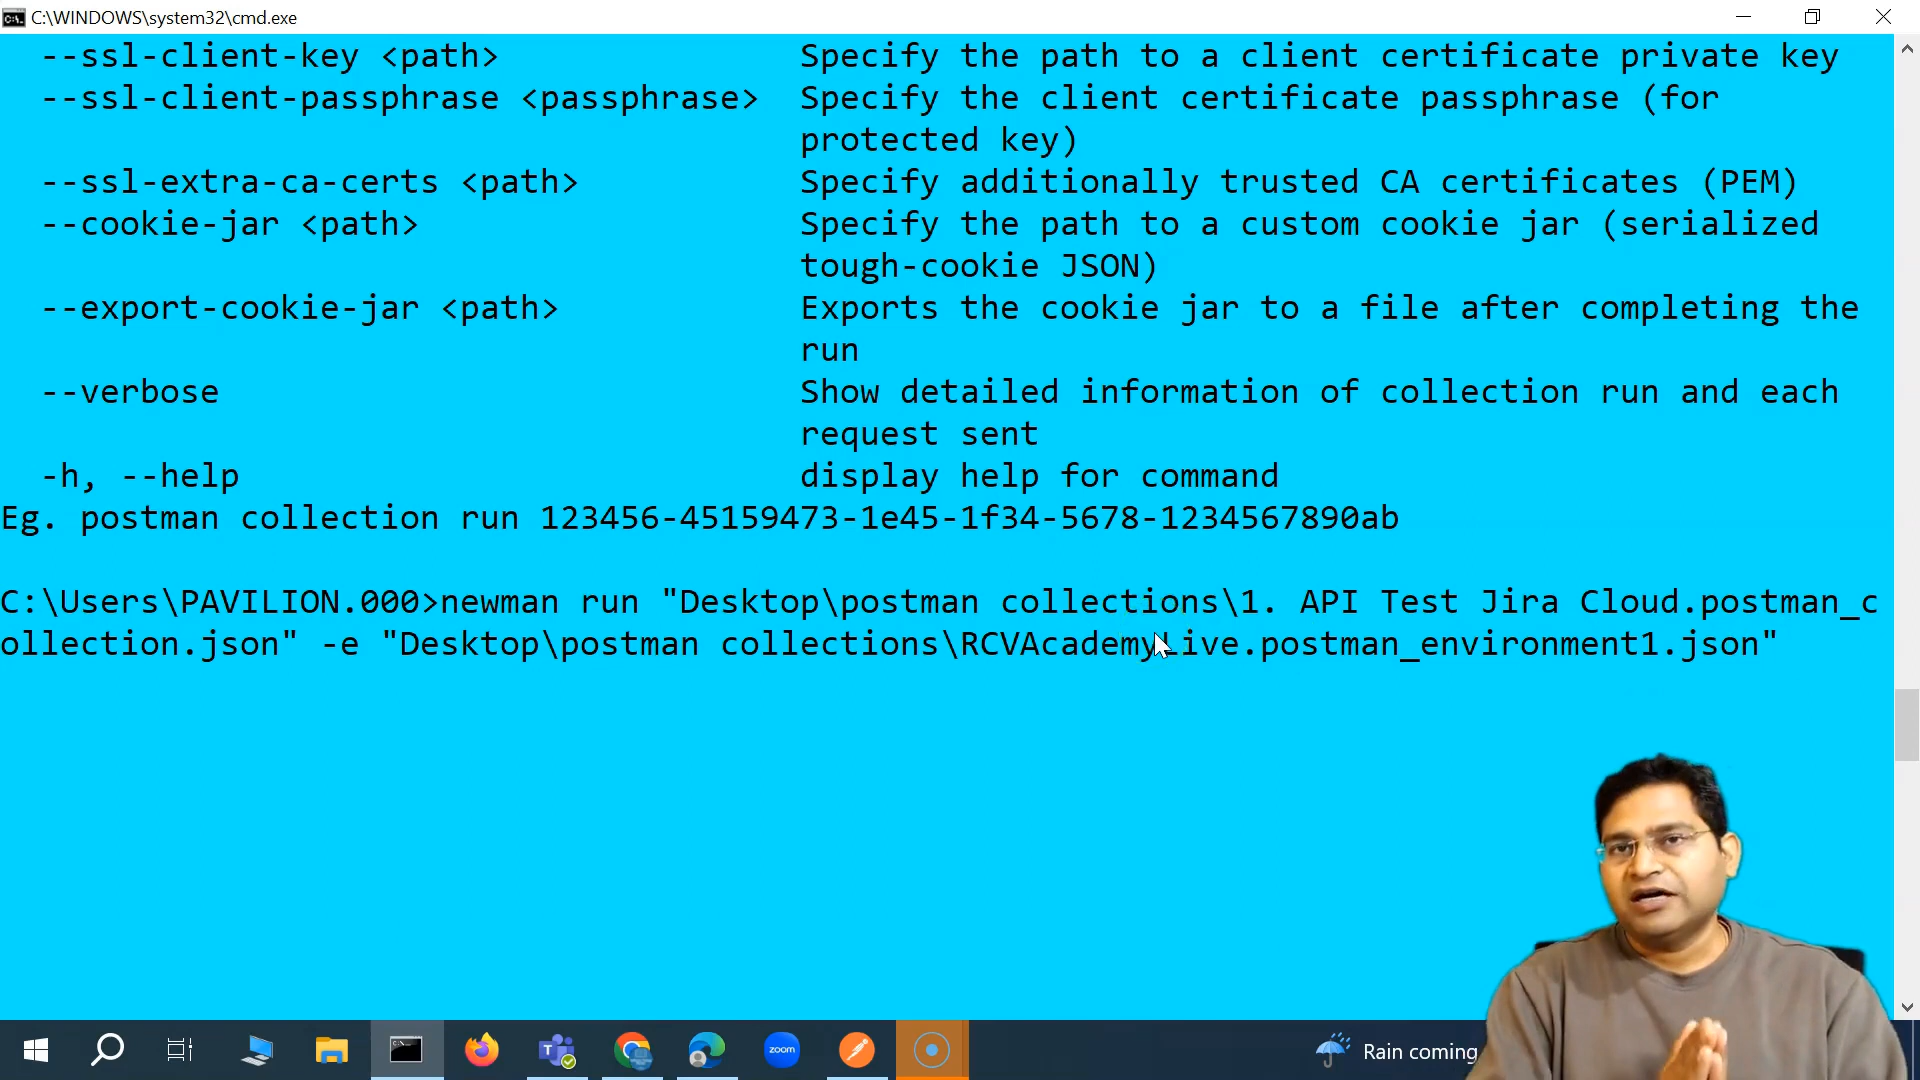 C:\WINDOWS\system32\cmd.exe
--ssl-client-key <path> Specify the path to a client certificate private key
--ssl-client-passphrase <passphrase> Specify the client certificate passphrase (for
protected key)
--ssl-extra-ca-certs <path> Specify additionally trusted CA certificates (PEM)
--cookie-jar <path> Specify the path to a custom cookie jar (serialized
tough-cookie JSON)
--export-cookie-jar <path> Exports the cookie jar to a file after completing the
run
--verbose Show detailed information of collection run and each
request sent
-h, --help display help for command
Eg. postman collection run 123456-45159473-1e45-1f34-5678-1234567890ab
C:\Users\PAVILION.000>newman run "Desktop\postman collections\1. API Test Jira Cloud.postman_c
ollection.json" -e "Desktop\postman collections\RCVAcademyLive.postman_environment1.json"
zoom
Rain coming